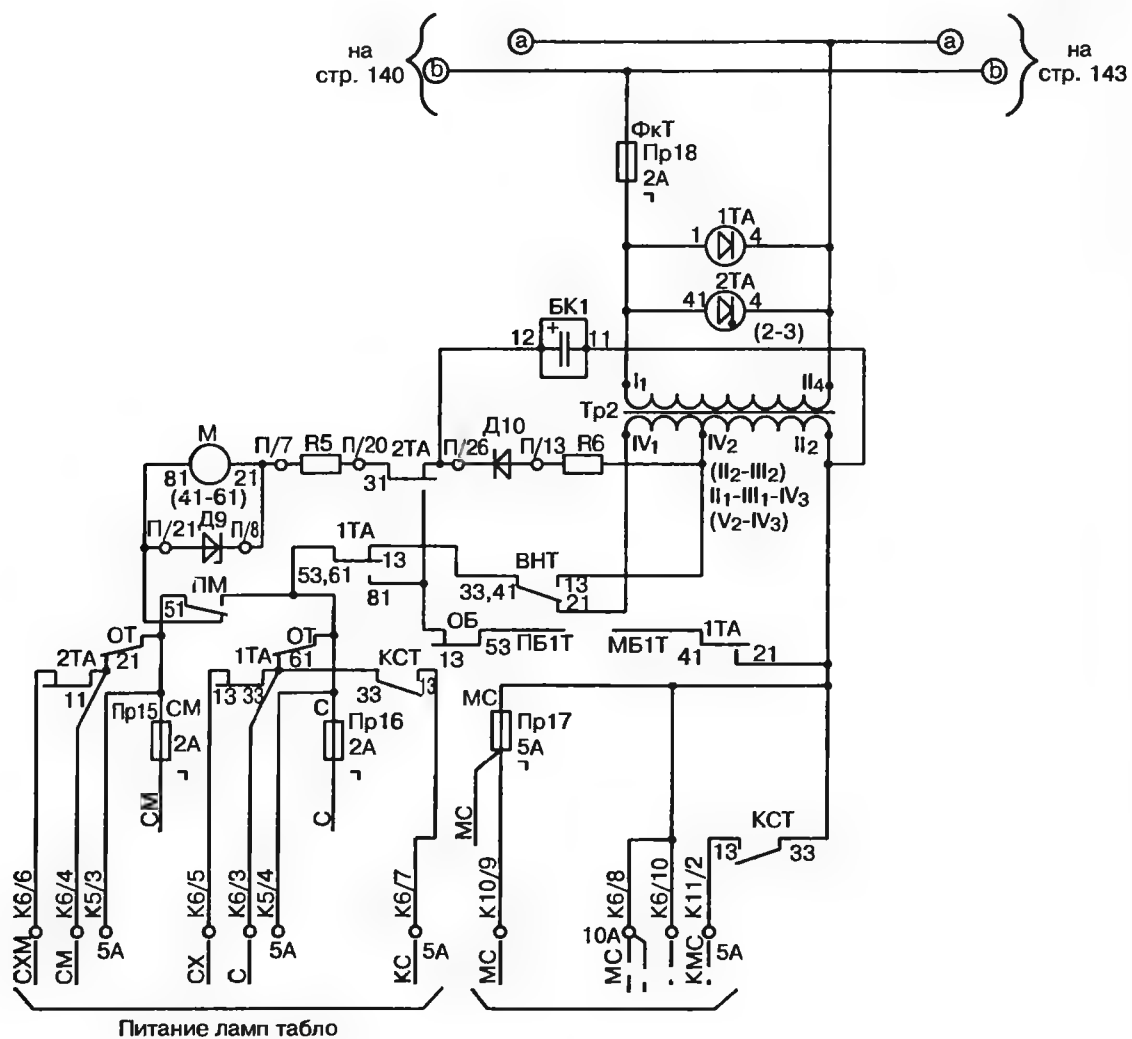 на
стр. 140
a
a
b
b
на
стр. 143
ФкТ
Пр18
2А
1ТА
1
4
2ТА
41
4
(2-3)
БК1
12
+
11
I1
II4
Тр2
IV1
IV2
II2
(II2-III2)
II1-III1-IV3
(V2-IV3)
М
81
21
(41-61)
П/7
R5
П/20
2ТА
31
П/26
Д10
П/13
R6
П/21
Д9
П/8
1ТА
13
53,61
81
ВНТ
33,41
13
21
ПМ
51
ОБ
13
53
ПБ1Т
МБ1Т
1ТА
41
21
ОТ
2ТА
21
11
ОТ
1ТА
61
13
33
КСТ
33
13
Пр15
СМ
2А
С
Пр16
2А
МС
Пр17
5А
СМ
С
МС
КСТ
13
33
К6/6
К6/4
К5/3
К6/5
К6/3
К5/4
К6/7
К10/9
К6/8
К6/10
К11/2
СХМ
СМ
5А
СХ
С
5А
КС
5А
МС
10А
МС
КМС
5А
Питание ламп табло